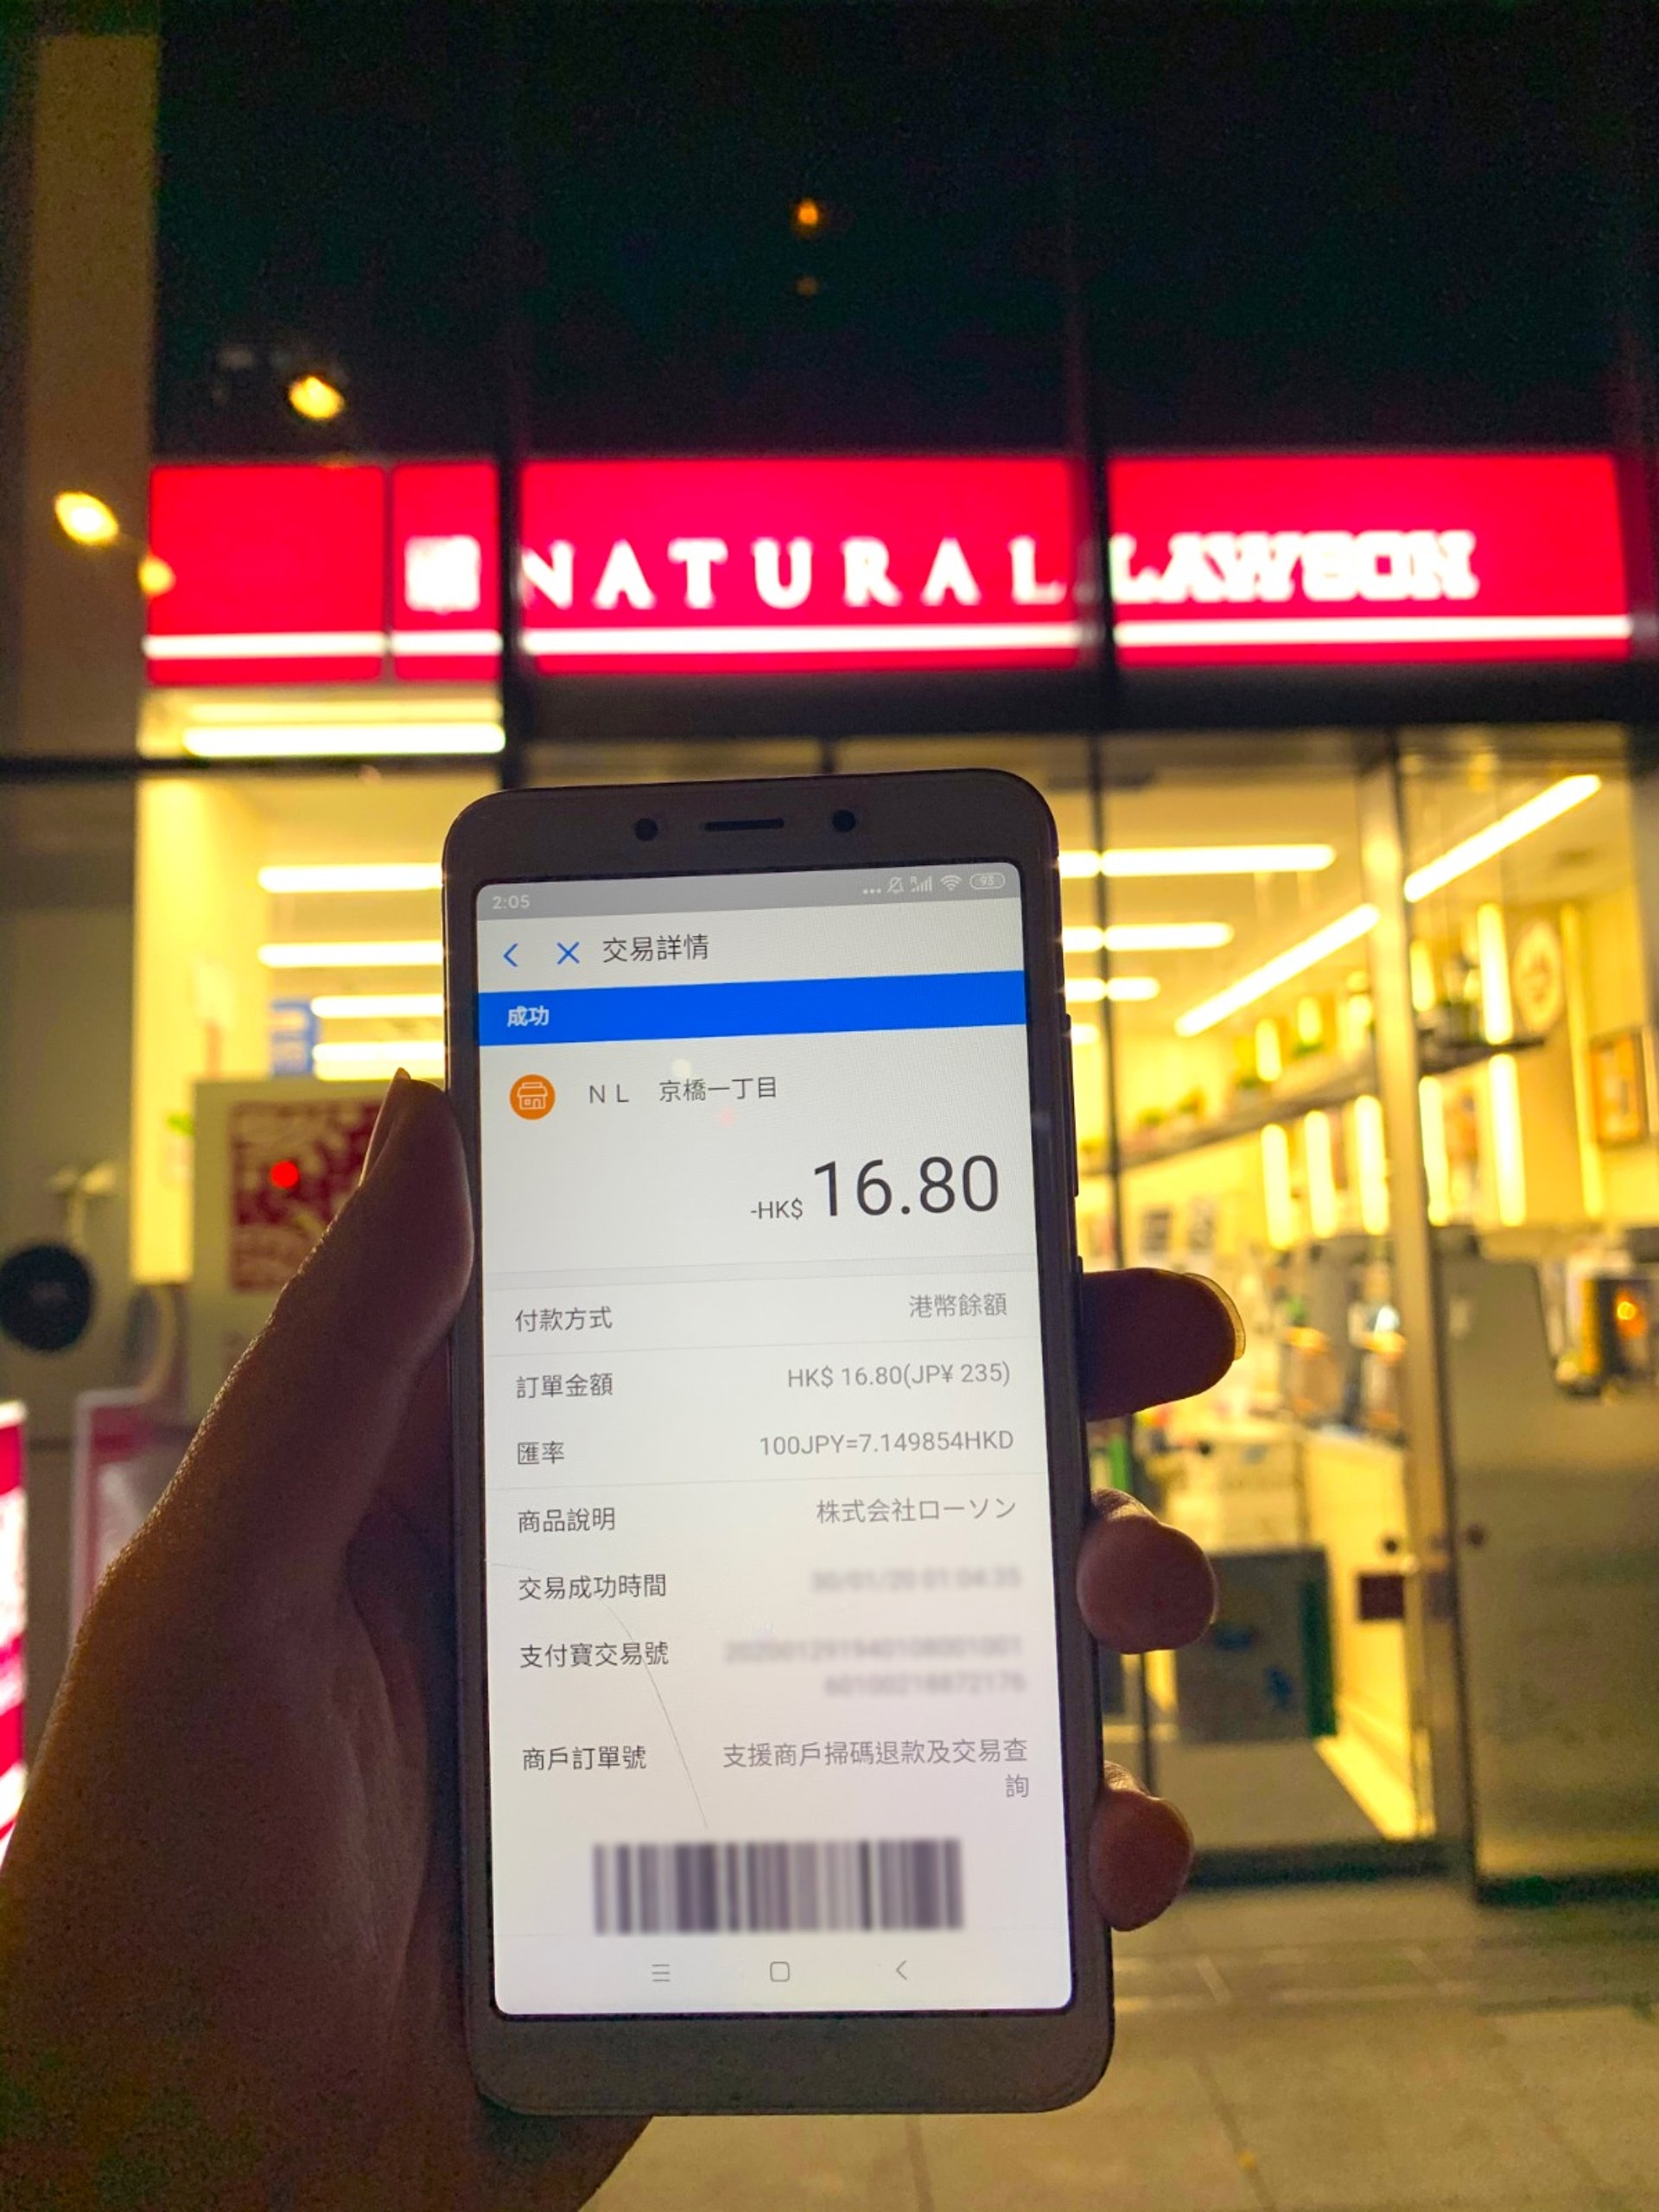 NATURAL LAWSON
2:05
93
交易詳情
成功
ＮＬ　京橋一丁目
-HK$ 16.80
付款方式 港幣餘額
訂單金額 HK$ 16.80(JP¥ 235)
匯率 100JPY=7.149854HKD
商品說明 株式会社ローソン
交易成功時間
支付寶交易號
商戶訂單號 支援商戶掃碼退款及交易查
詢